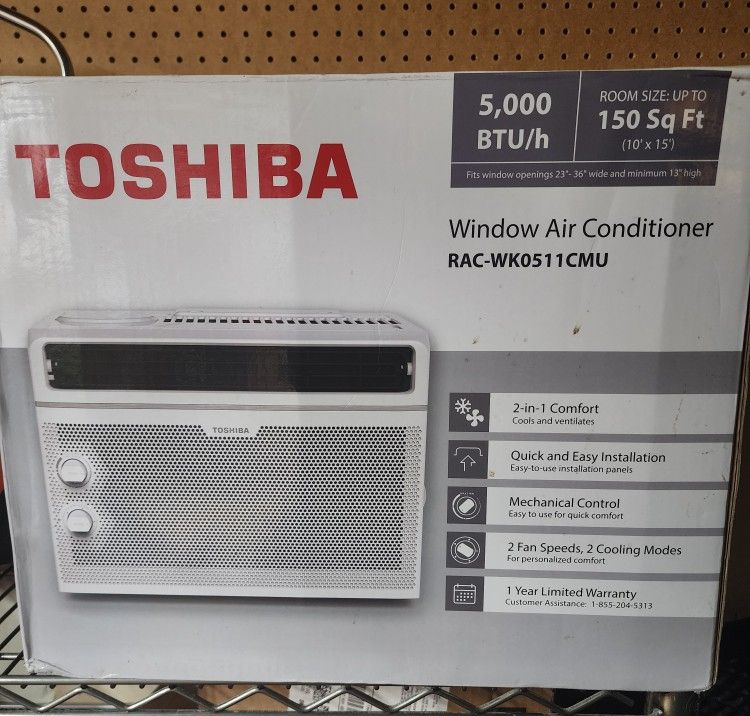 TOSHIBA
5,000
BTU/h
ROOM SIZE: UP TO
150 Sq Ft
(10' x 15')
Fits window openings 23"- 36" wide and minimum 13" high
Window Air Conditioner
RAC-WK0511CMU
TOSHIBA
2-in-1 Comfort
Cools and ventilates
Quick and Easy Installation
Easy-to-use installation panels
Mechanical Control
Easy to use for quick comfort
2 Fan Speeds, 2 Cooling Modes
For personalized comfort
1 Year Limited Warranty
Customer Assistance: 1-855-204-5313